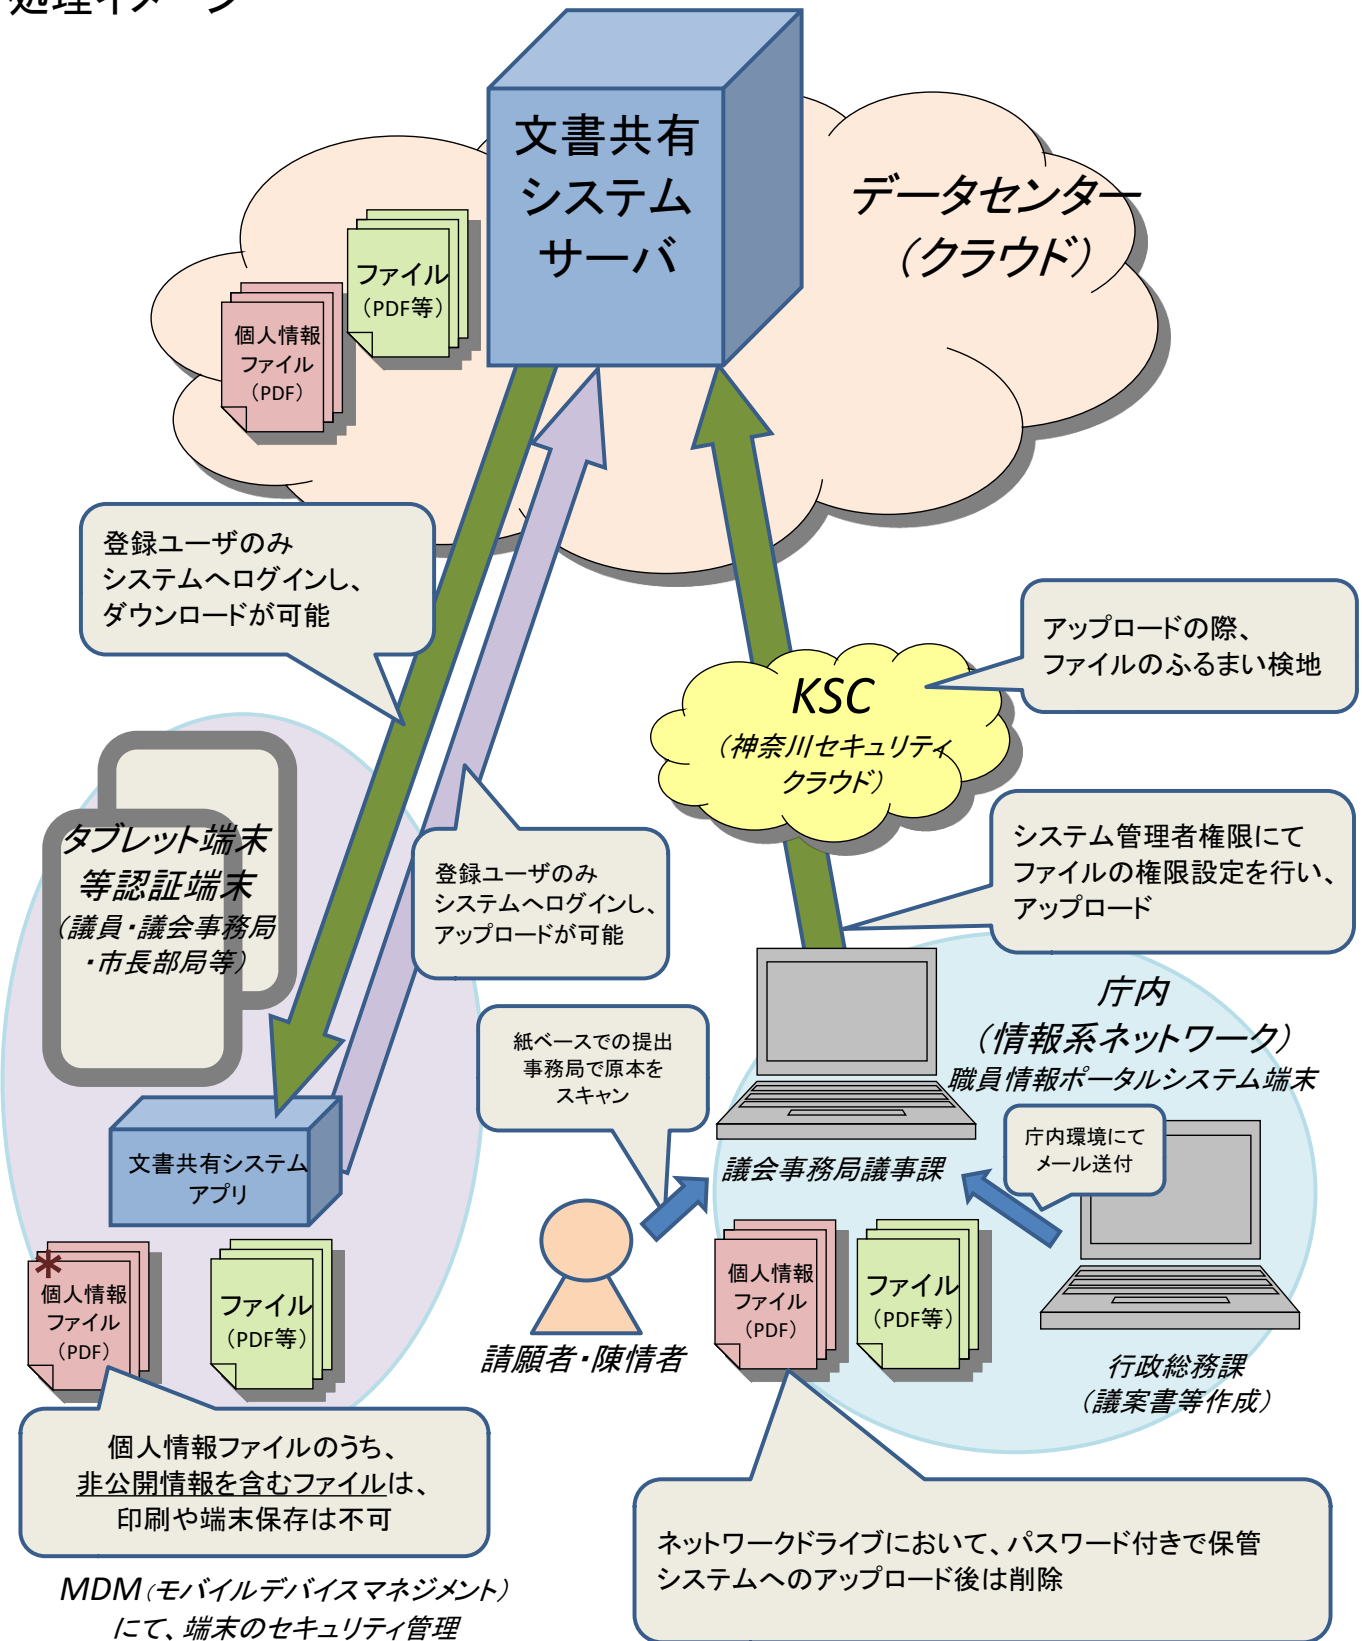 処理イメージ
文書共有
システム
サーバ
データセンター
（クラウド）
ファイル
（PDF等）
個人情報
ファイル
（PDF）
登録ユーザのみ
システムへログインし、
ダウンロードが可能
アップロードの際、
ファイルのふるまい検地
KSC
（神奈川セキュリティ
クラウド）
システム管理者権限にて
ファイルの権限設定を行い、
アップロード
タブレット端末
等認証端末
（議員・議会事務局
・市長部局等）
登録ユーザのみ
システムへログインし、
アップロードが可能
庁内
（情報系ネットワーク）
職員情報ポータルシステム端末
紙ベースでの提出
事務局で原本を
スキャン
庁内環境にて
メール送付
文書共有システム
アプリ
議会事務局議事課
*
個人情報
ファイル
（PDF）
ファイル
（PDF等）
請願者・陳情者
個人情報
ファイル
（PDF）
ファイル
（PDF等）
行政総務課
（議案書等作成）
個人情報ファイルのうち、
非公開情報を含むファイルは、
印刷や端末保存は不可
ネットワークドライブにおいて、パスワード付きで保管
システムへのアップロード後は削除
MDM（モバイルデバイスマネジメント）
にて、端末のセキュリティ管理